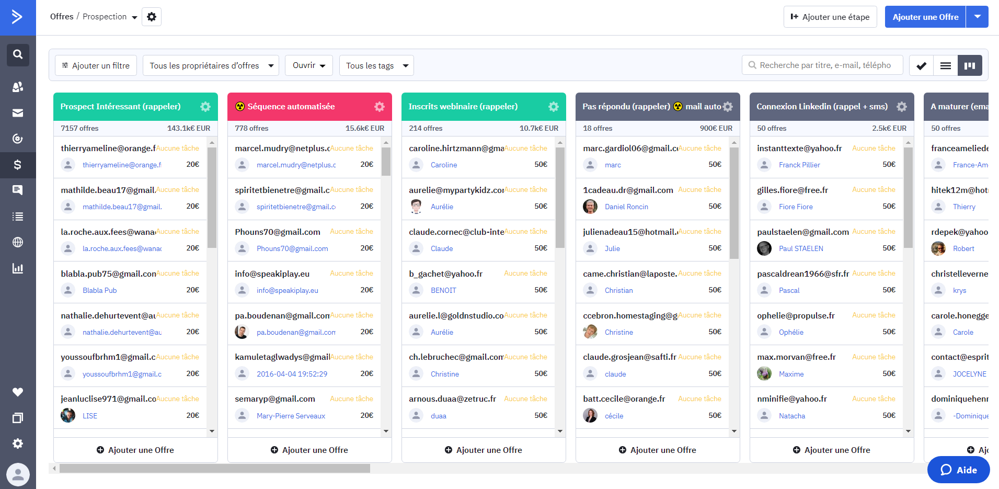 Offres / Prospection
Ajouter une étape
Ajouter une Offre
Ajouter un filtre
Tous les propriétaires d’offres
Ouvrir
Tous les tags
Recherche par titre, e-mail, télépho
Prospect Intéressant (rappeler)
7157 offres 143.1k€ EUR
thierryameline@orange.f Aucune tâche
thierryameline@orange.f 20€
mathilde.beau17@gmail. Aucune tâche
mathilde.beau17@gmail. 20€
la.roche.aux.fees@wana Aucune tâche
la.roche.aux.fees@wanac 20€
blabla.pub75@gmail.con Aucune tâche
Blabla Pub 20€
nathalie.dehurtevent@au Aucune tâche
nathalie.dehurtevent@au 20€
youssoufbrhm1@gmail.c Aucune tâche
youssoufbrhm1@gmail.c 20€
jeanluclise971@gmail.co Aucune tâche
LISE 20€
Ajouter une Offre
Séquence automatisée
778 offres 15.6k€ EUR
marcel.mudry@netplus.c Aucune tâche
marcel.mudry@netplus.c 20€
spiritetbienetre@gmail.c Aucune tâche
spiritetbienetre@gmail.co 20€
Phouns70@gmail.com Aucune tâche
Phouns70@gmail.com 20€
info@speakiplay.eu Aucune tâche
info@speakiplay.eu 20€
pa.boudenan@gmail.com Aucune tâche
pa.boudenan@gmail.com 20€
kamuletaglwadys@gmail Aucune tâche
2016-04-04 19:52:29 20€
semaryp@gmail.com Aucune tâche
Mary-Pierre Serveaux 20€
Ajouter une Offre
Inscrits webinaire (rappeler)
214 offres 10.7k€ EUR
caroline.hirtzmann@gma Aucune tâche
Caroline 50€
aurelie@mypartykidz.cor Aucune tâche
Aurélie 50€
claude.cornec@club-inte Aucune tâche
Claude 50€
b_gachet@yahoo.fr Aucune tâche
BENOIT 50€
aurelie.l@goldnstudio.co Aucune tâche
Aurélie 50€
ch.lebruchec@gmail.com Aucune tâche
Christine 50€
arnous.duaa@zetruc.fr Aucune tâche
duaa 50€
Ajouter une Offre
Pas répondu (rappeler) mail auto
18 offres 900€ EUR
marc.gardiol06@gmail.co Aucune tâche
marc 50€
1cadeau.dr@gmail.com Aucune tâche
Daniel Roncin 50€
julienadeau15@hotmail. Aucune tâche
Julie 50€
came.christian@laposte. Aucune tâche
Christian 50€
ccebron.homestaging@g Aucune tâche
Christine 50€
claude.grosjean@safti.fr Aucune tâche
claude 50€
batt.cecile@orange.fr Aucune tâche
cécile 50€
Ajouter une Offre
Connexion Linkedin (rappel + sms)
50 offres 2.5k€ EUR
instanttexte@yahoo.fr Aucune tâche
Franck Pillier 50€
gilles.fiore@free.fr Aucune tâche
Fiore Fiore 50€
paulstaelen@gmail.com Aucune tâche
Paul STAELEN 50€
pascaldrean1966@sfr.fr Aucune tâche
Pascal 50€
ophelie@propulse.fr Aucune tâche
Ophélie 50€
max.morvan@free.fr Aucune tâche
Maxime 50€
nminifie@yahoo.fr Aucune tâche
Natacha 50€
Ajouter une Offre
A maturer (ema
50 offres
franceameliede
France-Am
hitek12m@hot
Thierry
rdepek@yahoo
Robert
christelleverne
krys
carole.honegge
Carole
contact@esprit
JOCELYNE
dominiquehenr
-Dominique
Ajo
Aide